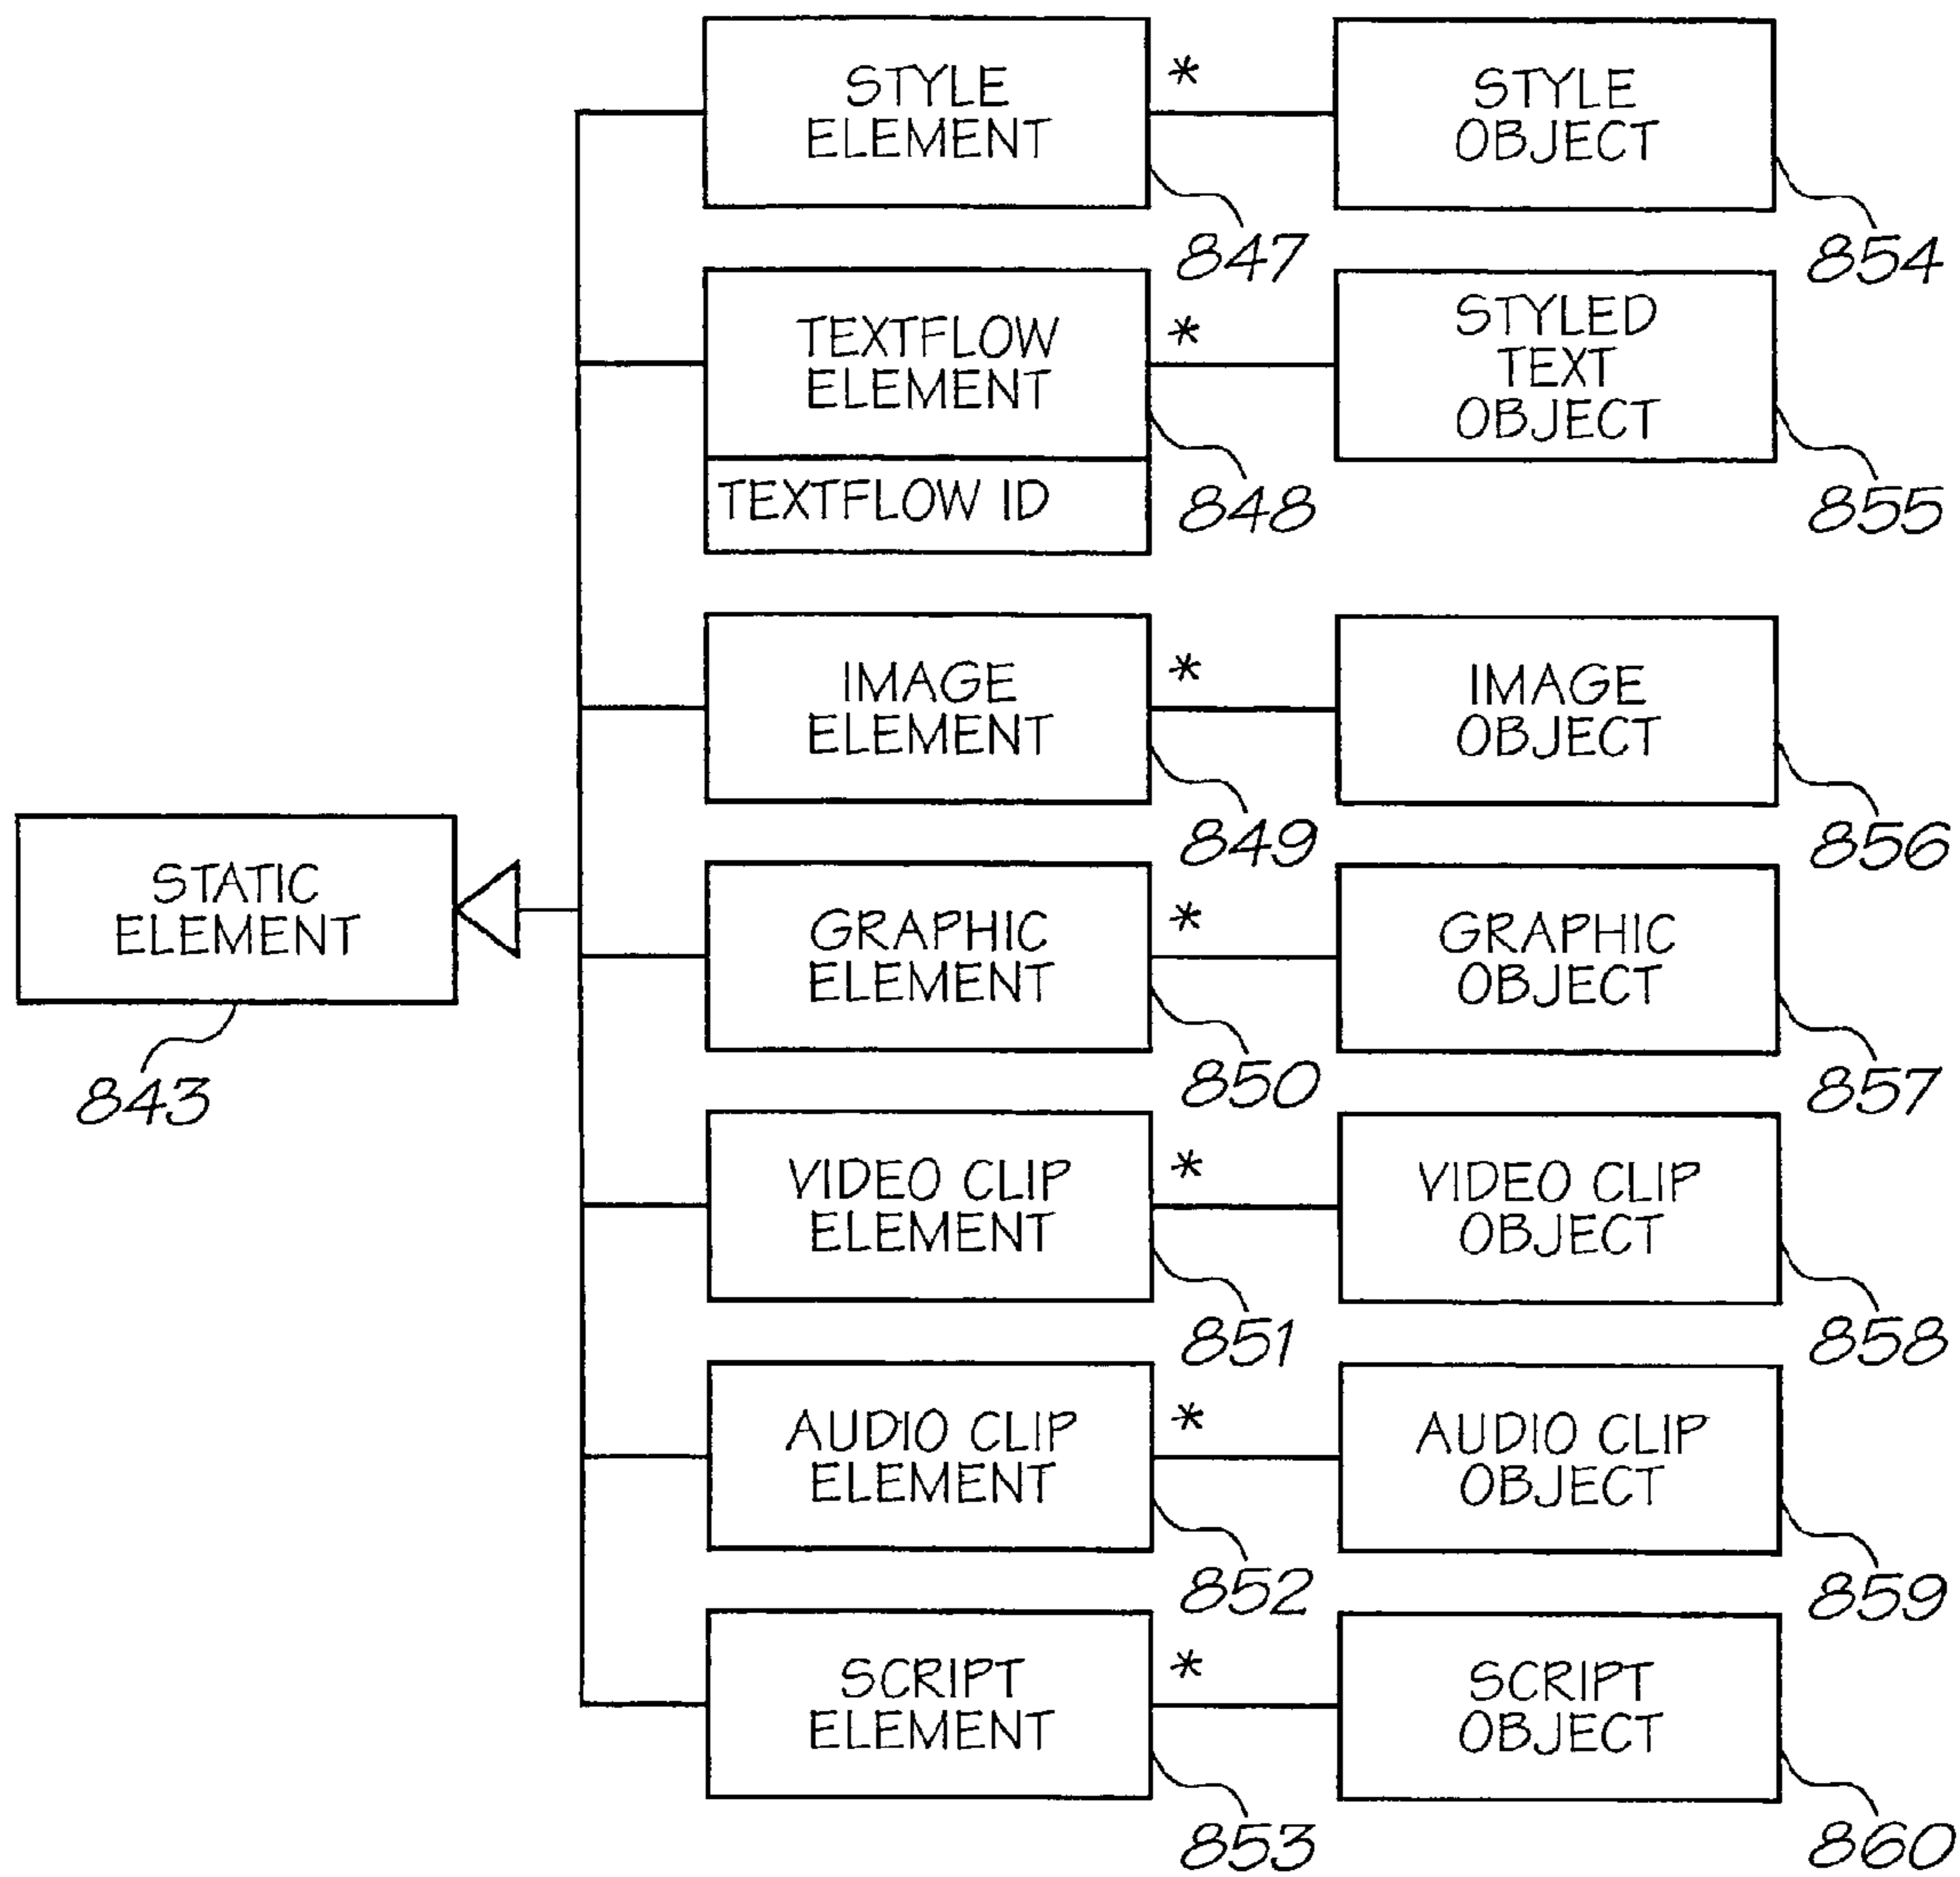 STYLE
ELEMENT
*
STYLE
OBJECT
847
854
TEXTFLOW
ELEMENT
*
STYLED
TEXT
OBJECT
TEXTFLOW ID
848
855
IMAGE
ELEMENT
*
IMAGE
OBJECT
849
856
STATIC
ELEMENT
843
GRAPHIC
ELEMENT
*
GRAPHIC
OBJECT
850
857
VIDEO CLIP
ELEMENT
*
VIDEO CLIP
OBJECT
851
858
AUDIO CLIP
ELEMENT
*
AUDIO CLIP
OBJECT
852
859
SCRIPT
ELEMENT
*
SCRIPT
OBJECT
853
860